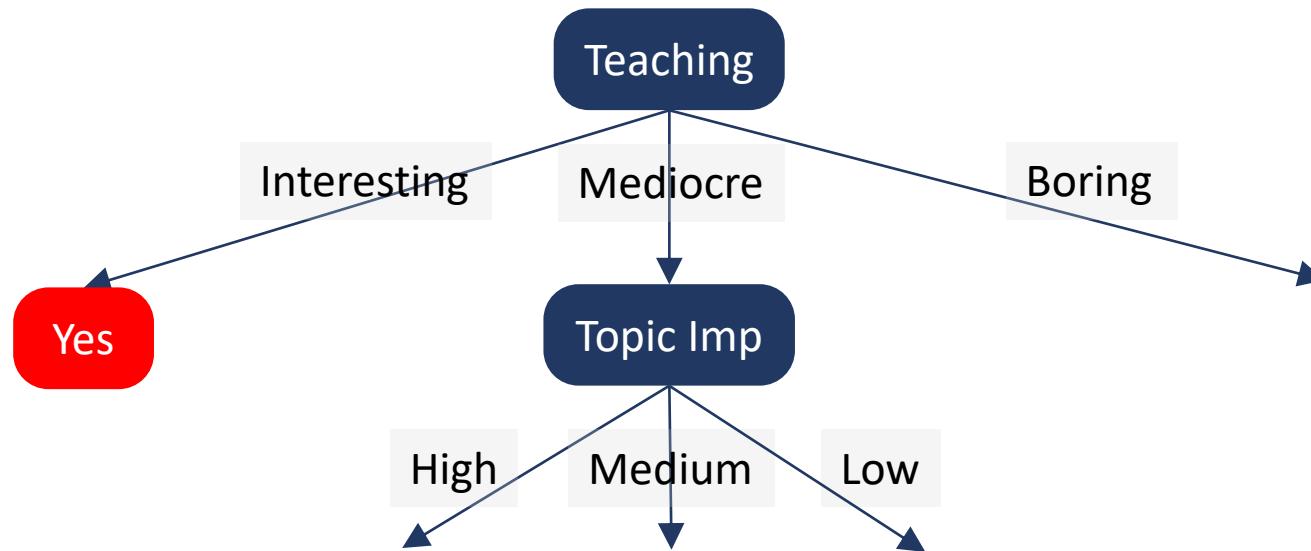 Teaching
Interesting
Mediocre
Boring
Yes
Topic Imp
High
Medium
Low